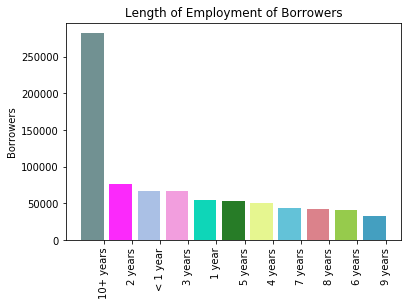 Length of Employment of Borrowers
250000
200000
150000
100000
50000
0
Borrowers
10+ years
2 years
< 1 year
3 years
1 year
5 years
4 years
7 years
8 years
6 years
9 years